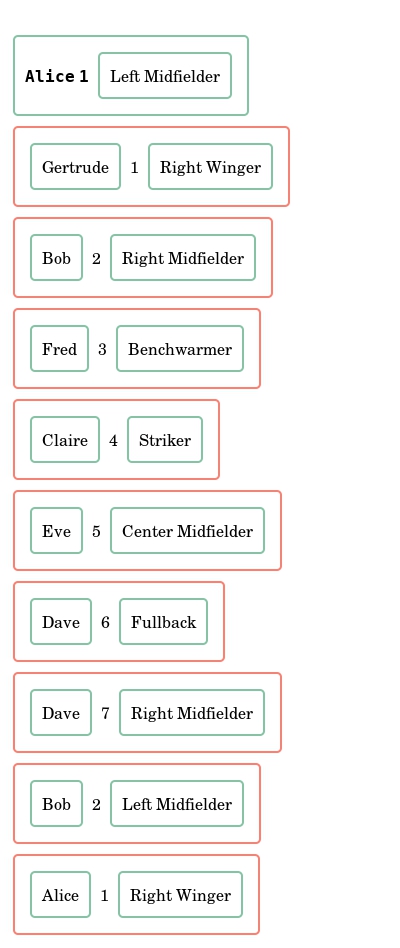 Alice 1 Left Midfielder
Gertrude 1 Right Winger
Bob 2 Right Midfielder
Fred 3 Benchwarmer
Claire 4 Striker
Eve 5 Center Midfielder
Dave 6 Fullback
Dave 7 Right Midfielder
Bob 2 Left Midfielder
Alice 1 Right Winger